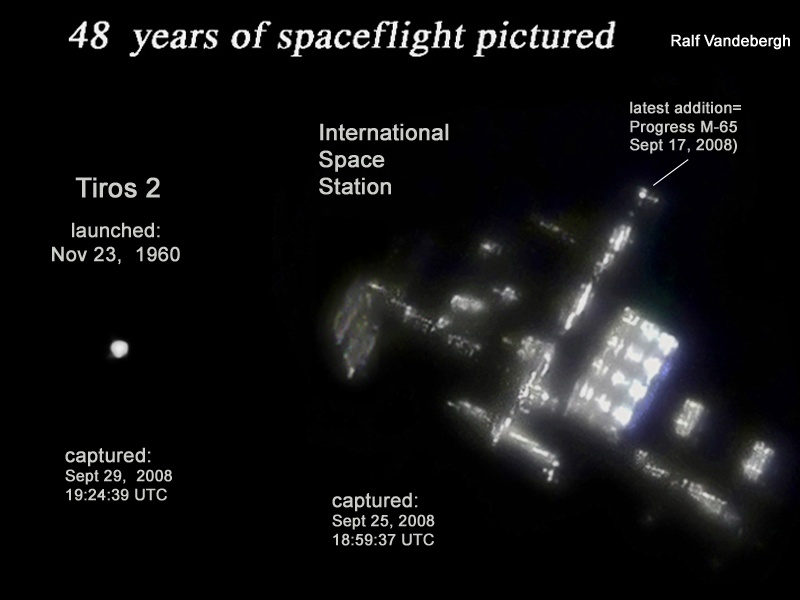 48 years of spaceflight pictured
Ralf Vandebergh
latest addition=
Progress M-65
Sept 17, 2008)
International
Space
Station
Tiros 2
launched:
Nov 23, 1960
captured:
Sept 29, 2008
19:24:39 UTC
captured:
Sept 25, 2008
18:59:37 UTC